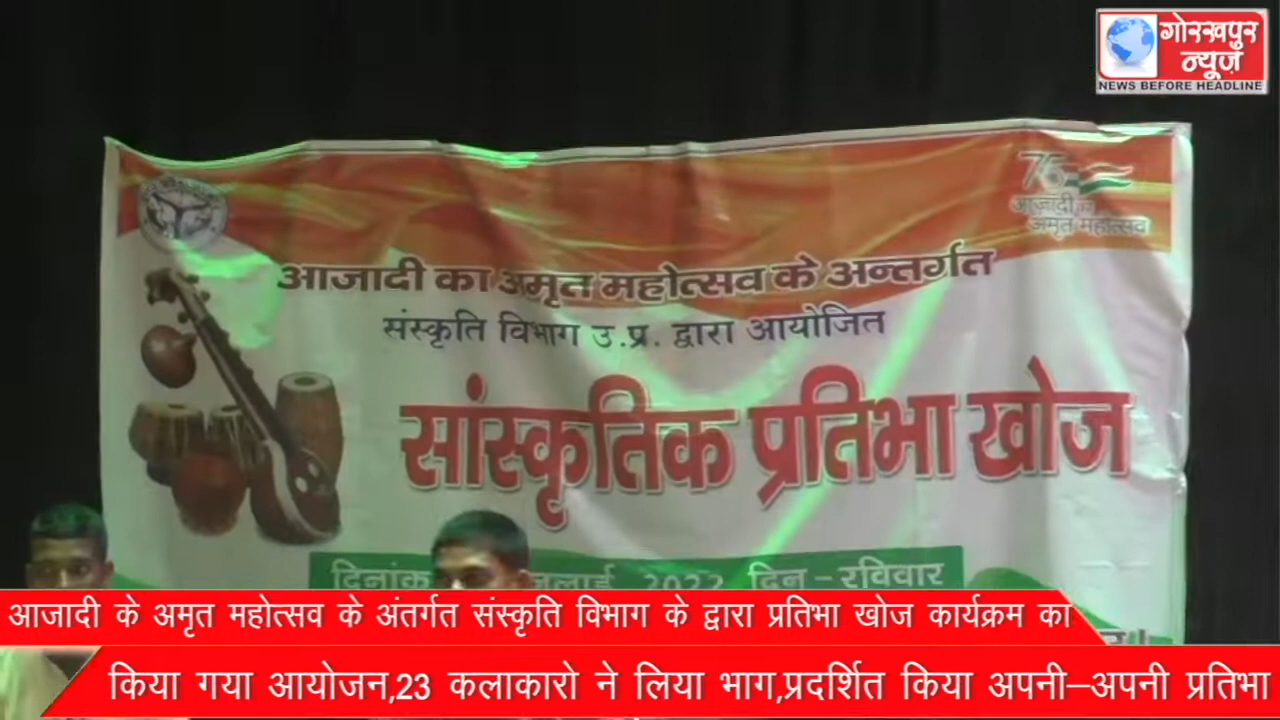 गोरखपुर
न्यूज़
NEWS BEFORE HEADLINE
75
आज़ादी का
अमृत महोत्सव
आजादी का अमृत महोत्सव के अन्तर्गत
संस्कृति विभाग उ.प्र. द्वारा आयोजित
सांस्कृतिक प्रतिभा खोज
दिनांक जुलाई 2022 दिन - रविवार
आजादी के अमृत महोत्सव के अंतर्गत संस्कृति विभाग के द्वारा प्रतिभा खोज कार्यक्रम का
किया गया आयोजन,23 कलाकारो ने लिया भाग,प्रदर्शित किया अपनी–अपनी प्रतिभा